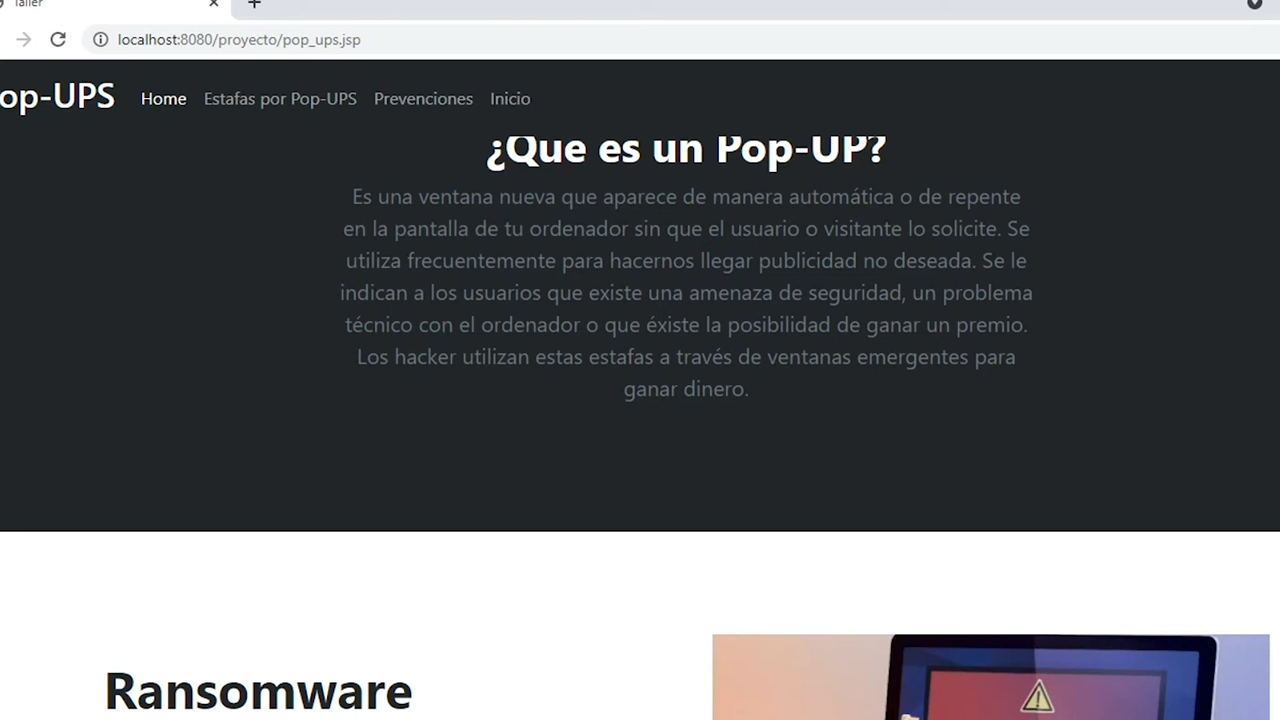 Taller
localhost:8080/proyecto/pop_ups.jsp
op-UPS Home Estafas por Pop-UPS Prevenciones Inicio
¿Que es un Pop-UP?
Es una ventana nueva que aparece de manera automática o de repente
en la pantalla de tu ordenador sin que el usuario o visitante lo solicite. Se
utiliza frecuentemente para hacernos llegar publicidad no deseada. Se le
indican a los usuarios que existe una amenaza de seguridad, un problema
técnico con el ordenador o que éxiste la posibilidad de ganar un premio.
Los hacker utilizan estas estafas a través de ventanas emergentes para
ganar dinero.
Ransomware